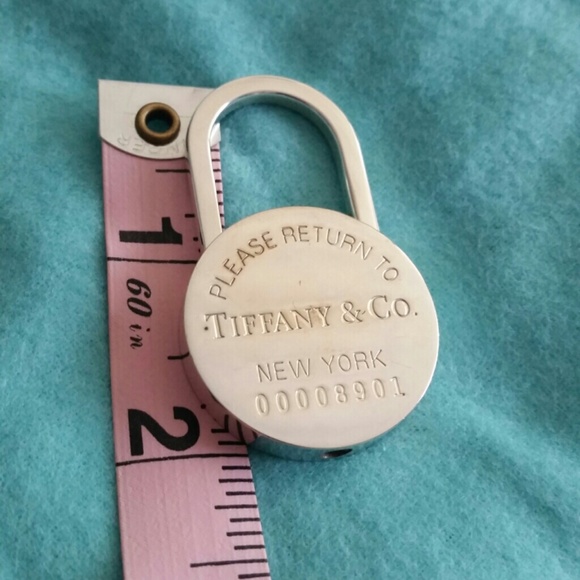 PLEASE RETURN TO
TIFFANY & Co.
NEW YORK
00008901
1
60 in
2